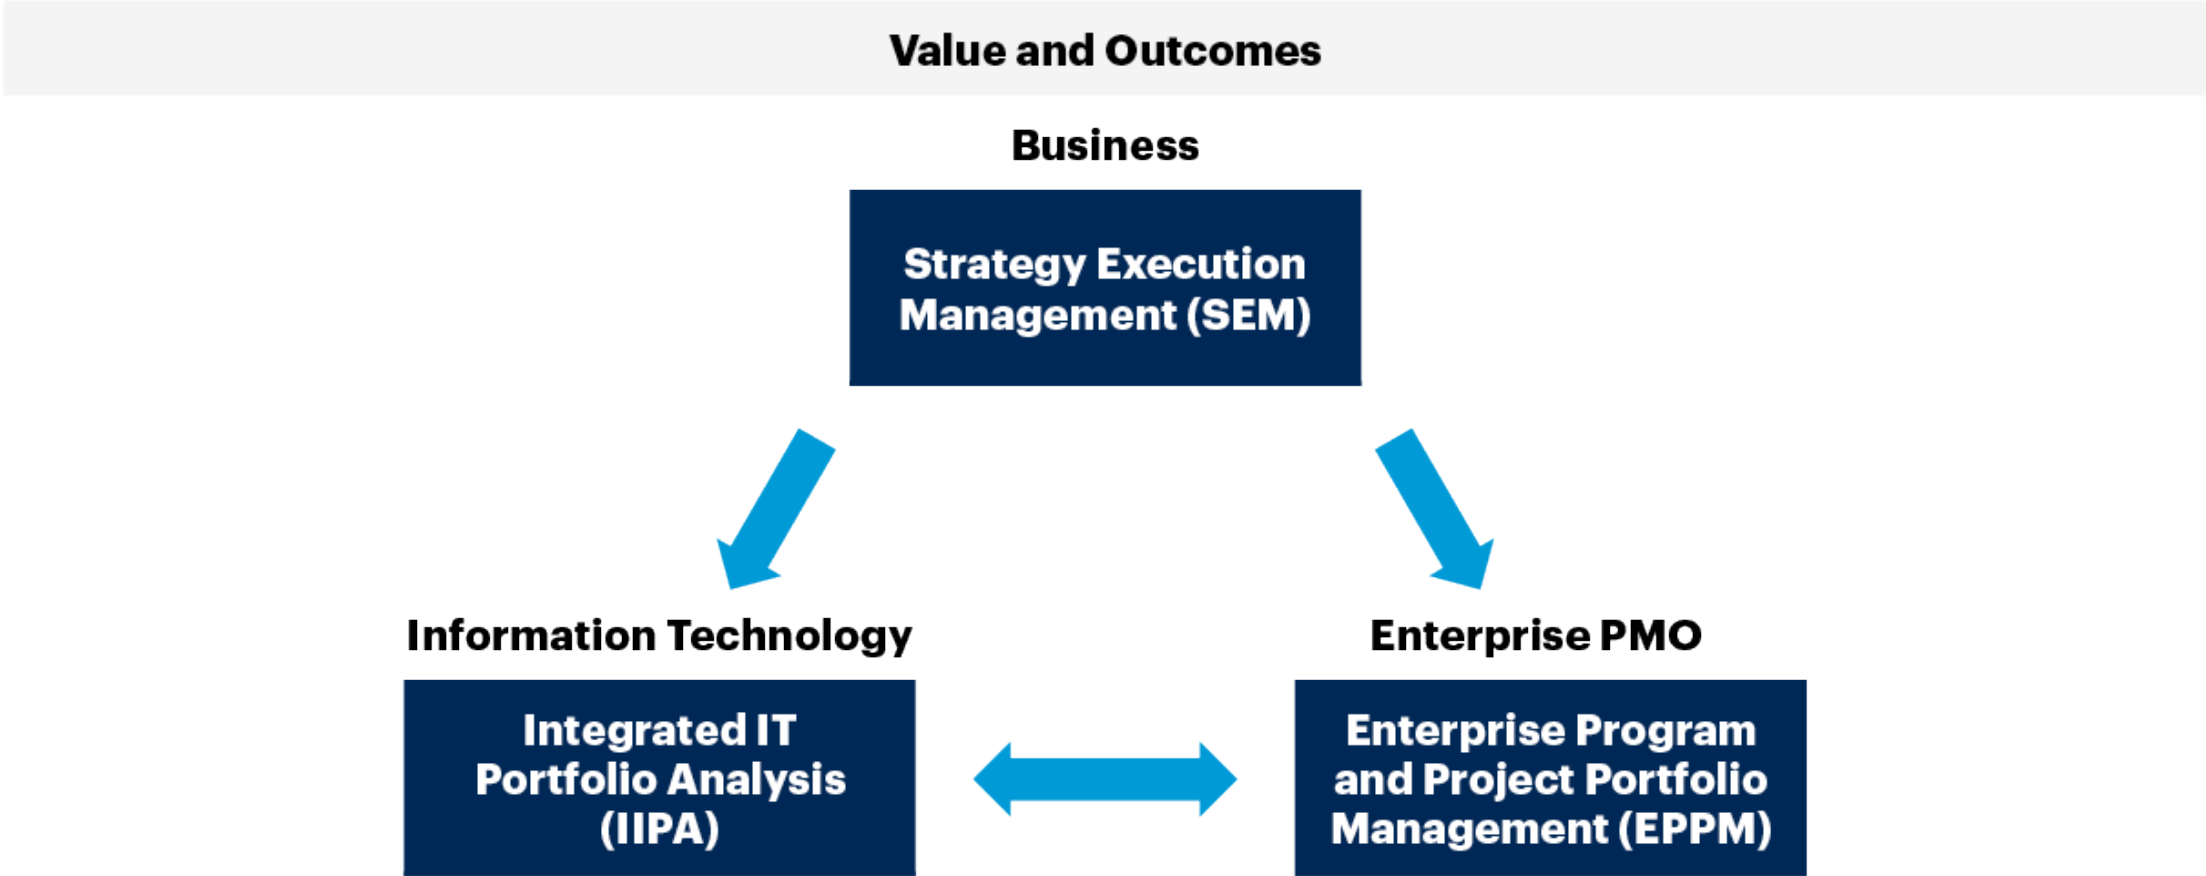 Value and Outcomes
Business
Strategy Execution
Management (SEM)
Information Technology
Enterprise PMO
Integrated IT
Portfolio Analysis
(IIPA)
Enterprise Program
and Project Portfolio
Management (EPPM)